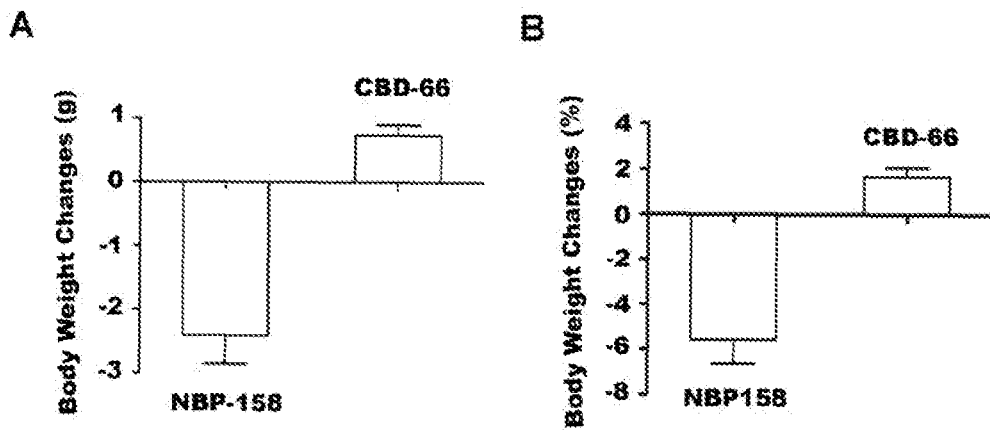 A
CBD-66
Body Weight Changes (g)
1
0
-1
-2
-3
NBP-158
B
CBD-66
Body Weight Changes (%)
4
2
0
-2
-4
-6
-8
NBP158